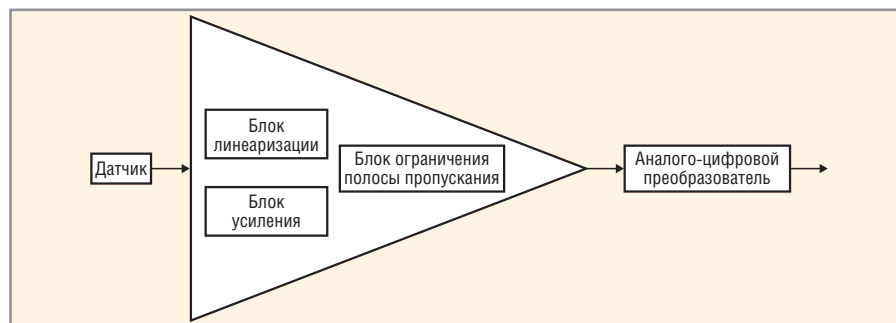 Датчик
Блок
линеаризации
Блок
усиления
Блок ограничения
полосы пропускания
Аналого-цифровой
преобразователь